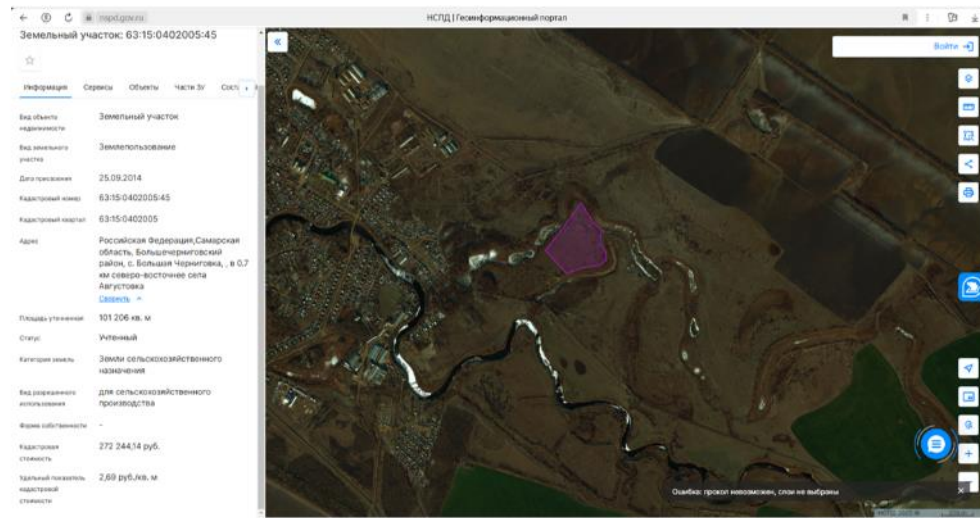 nspd.gov.ru
НСПД | Геоинформационный портал
Земельный участок: 63:15:0402005:45
Войти
Информация Сервисы Объекты Части ЗУ
Вид объекта
недвижимости
Земельный участок
Вид земельного
участка
Землепользование
Дата присвоения
25.09.2014
Кадастровый номер
63:15:0402005:45
Кадастровый квартал
63:15:0402005
Адрес
Российская Федерация,Самарская
область, Большечерниговский
район, с. Большая Черниговка, , в 0.7
км северо-восточнее села
Августовка
Свернуть
Площадь уточненная
101 206 кв. м
Статус
Учтенный
Категория земель
Земли сельскохозяйственного
назначения
Вид разрешенного
использования
для сельскохозяйственного
производства
Форма собственности
-
Кадастровая
стоимость
272 244,14 руб.
Удельный показатель
кадастровой
стоимости
2,69 руб./кв. м
Ошибка: прокол невозможен, слои не выбраны